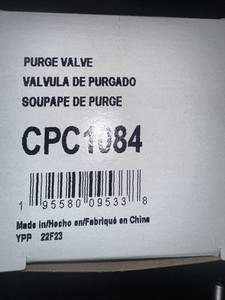 PURGE VALVE
VALVULA DE PURGADO
SOUPAPE DE PURGE
CPC1084
1 95580 09533 8
Made in/Hecho en/Fabriqué en China
YPP 22F23